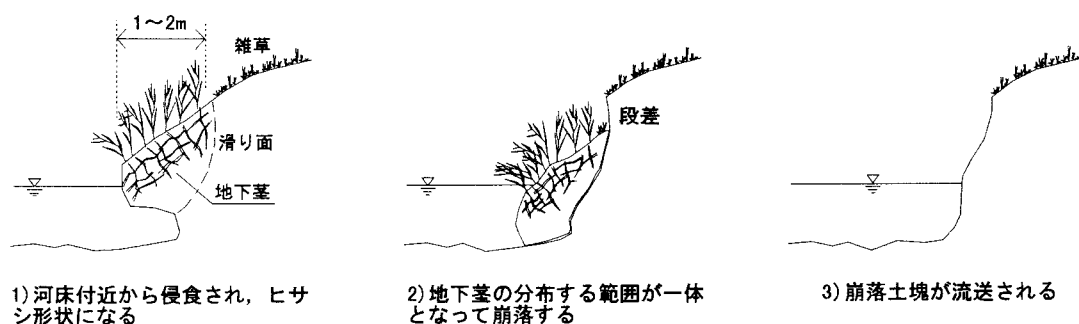 1～2m
雑草
滑り面
地下茎
段差
1)河床付近から侵食され，ヒサ
シ形状になる
2)地下茎の分布する範囲が一体
となって崩落する
3)崩落土塊が流送される